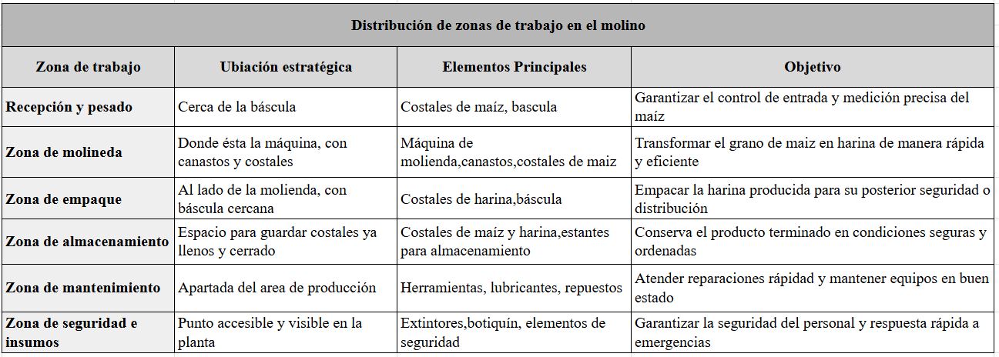 Distribución de zonas de trabajo en el molino
Zona de trabajo
Ubiación estratégica
Elementos Principales
Objetivo
Recepción y pesado
Cerca de la báscula
Costales de maíz, bascula
Garantizar el control de entrada y medición precisa del
maíz
Zona de molineda
Donde ésta la máquina, con
canastos y costales
Máquina de
molienda,canastos,costales de maiz
Transformar el grano de maiz en harina de manera rápida
y eficiente
Zona de empaque
Al lado de la molienda, con
báscula cercana
Costales de harina,báscula
Empacar la harina producida para su posterior seguridad o
distribución
Zona de almacenamiento
Espacio para guardar costales ya
llenos y cerrado
Costales de maíz y harina,estantes
para almacenamiento
Conserva el producto terminado en condiciones seguras y
ordenadas
Zona de mantenimiento
Apartada del area de producción
Herramientas, lubricantes, repuestos
Atender reparaciones rápidad y mantener equipos en buen
estado
Zona de seguridad e
insumos
Punto accesible y visible en la
planta
Extintores,botiquín, elementos de
seguridad
Garantizar la seguridad del personal y respuesta rápida a
emergencias